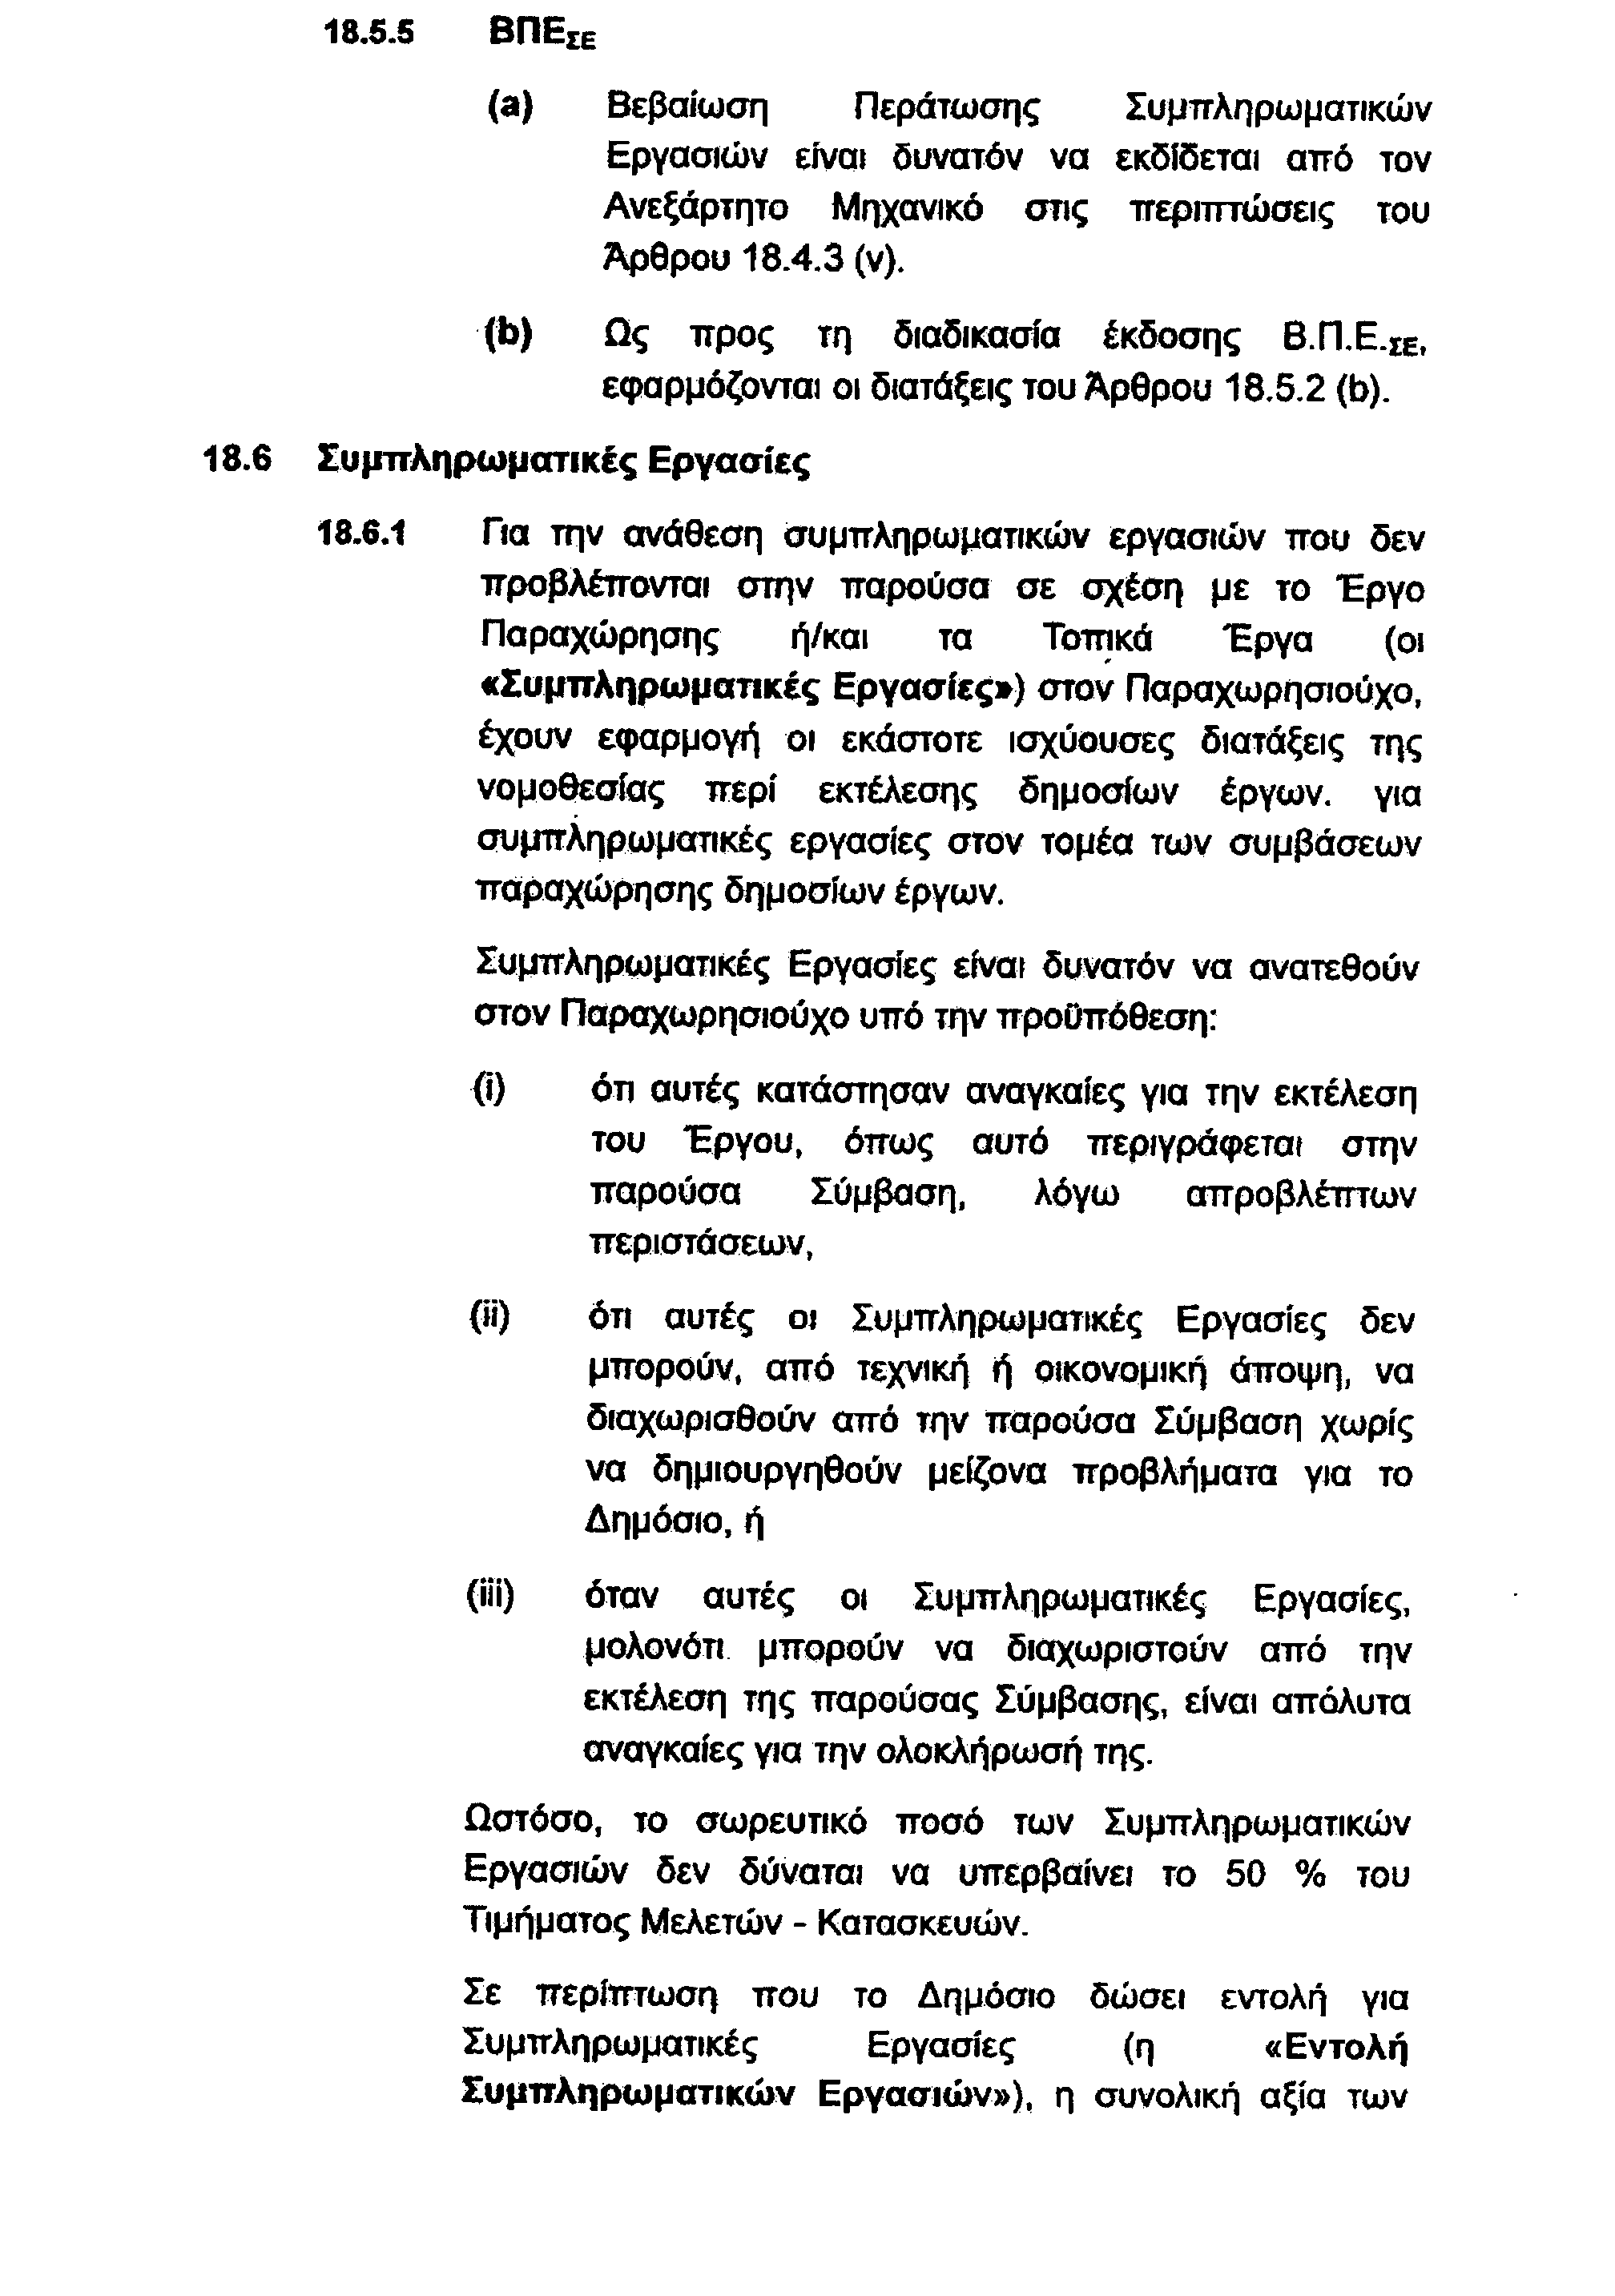 18.5.5 ΒΠΕΣΕ
(a) Βεβαίωση Περάτωσης Συμπληρωματικών
Εργασιών είναι δυνατόν να εκδίδεται από τον
Ανεξάρτητο Μηχανικό στις περιπτώσεις του
Άρθρου 18.4.3 (v).
(b) Ως προς τη διαδικασία έκδοσης Β.Π.Ε.ΣΕ,
εφαρμόζονται οι διατάξεις του Άρθρου 18.5.2 (b).
18.6 Συμπληρωματικές Εργασίες
18.6.1 Για την ανάθεση συμπληρωματικών εργασιών που δεν
προβλέπονται στην παρούσα σε σχέση με το Έργο
Παραχώρησης ή/και τα Τοπικά Έργα (οι
«Συμπληρωματικές Εργασίες») στον Παραχωρησιούχο,
έχουν εφαρμογή οι εκάστοτε ισχύουσες διατάξεις της
νομοθεσίας περί εκτέλεσης δημοσίων έργων. για
συμπληρωματικές εργασίες στον τομέα των συμβάσεων
παραχώρησης δημοσίων έργων.
Συμπληρωματικές Εργασίες είναι δυνατόν να ανατεθούν
στον Παραχωρησιούχο υπό την προϋπόθεση:
(i) ότι αυτές κατάστησαν αναγκαίες για την εκτέλεση
του Έργου, όπως αυτό περιγράφεται στην
παρούσα Σύμβαση, λόγω απροβλέπτων
περιστάσεων,
(ii) ότι αυτές οι Συμπληρωματικές Εργασίες δεν
μπορούν, από τεχνική ή οικονομική άποψη, να
διαχωρισθούν από την παρούσα Σύμβαση χωρίς
να δημιουργηθούν μείζονα προβλήματα για το
Δημόσιο, ή
(iii) όταν αυτές οι Συμπληρωματικές Εργασίες,
μολονότι μπορούν να διαχωριστούν από την
εκτέλεση της παρούσας Σύμβασης, είναι απόλυτα
αναγκαίες για την ολοκλήρωσή της.
Ωστόσο, το σωρευτικό ποσό των Συμπληρωματικών
Εργασιών δεν δύναται να υπερβαίνει το 50 % του
Τιμήματος Μελετών - Κατασκευών.
Σε περίπτωση που το Δημόσιο δώσει εντολή για
Συμπληρωματικές Εργασίες (η «Εντολή
Συμπληρωματικών Εργασιών»), η συνολική αξία των